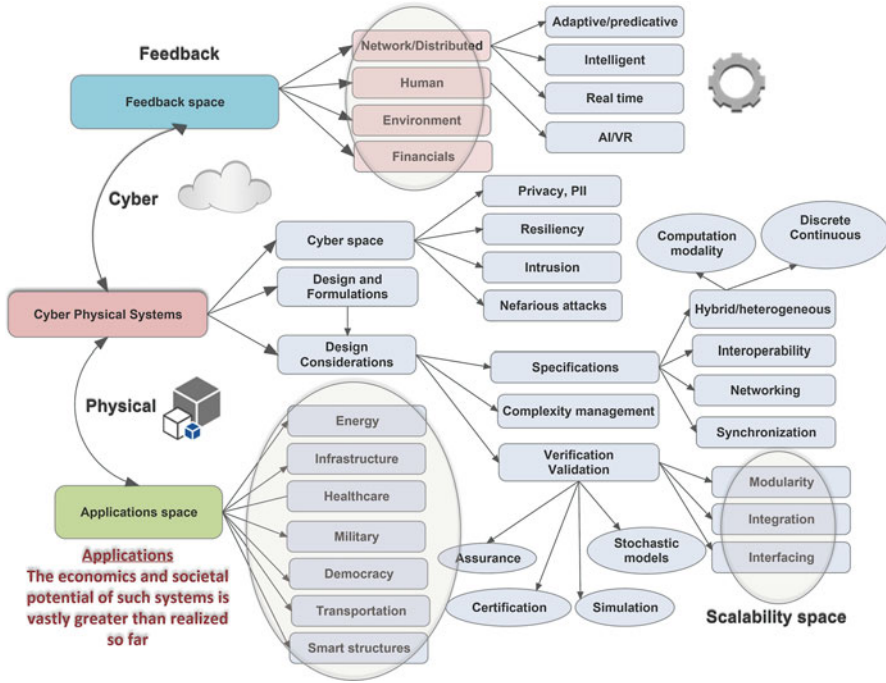 Feedback
Feedback space
Network/Distributed
Human
Environment
Financials
Adaptive/predicative
Intelligent
Real time
AI/VR
Cyber
Cyber Physical Systems
Cyber space
Design and
Formulations
Design
Considerations
Privacy, PII
Resiliency
Intrusion
Nefarious attacks
Computation
modality
Discrete
Continuous
Hybrid/heterogeneous
Interoperability
Networking
Synchronization
Specifications
Complexity management
Verification
Validation
Modularity
Integration
Interfacing
Scalability space
Assurance
Certification
Simulation
Stochastic
models
Physical
Applications space
Energy
Infrastructure
Healthcare
Military
Democracy
Transportation
Smart structures
Applications
The economics and societal
potential of such systems is
vastly greater than realized
so far